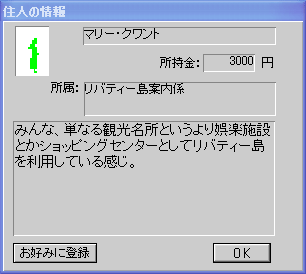 住人の情報
マリー・クワント
所持金: 3000 円
所属: リバティー島案内係
みんな、単なる観光名所というより娯楽施設
とかショッピングセンターとしてリバティー島
を利用している感じ。
お好みに登録 OK